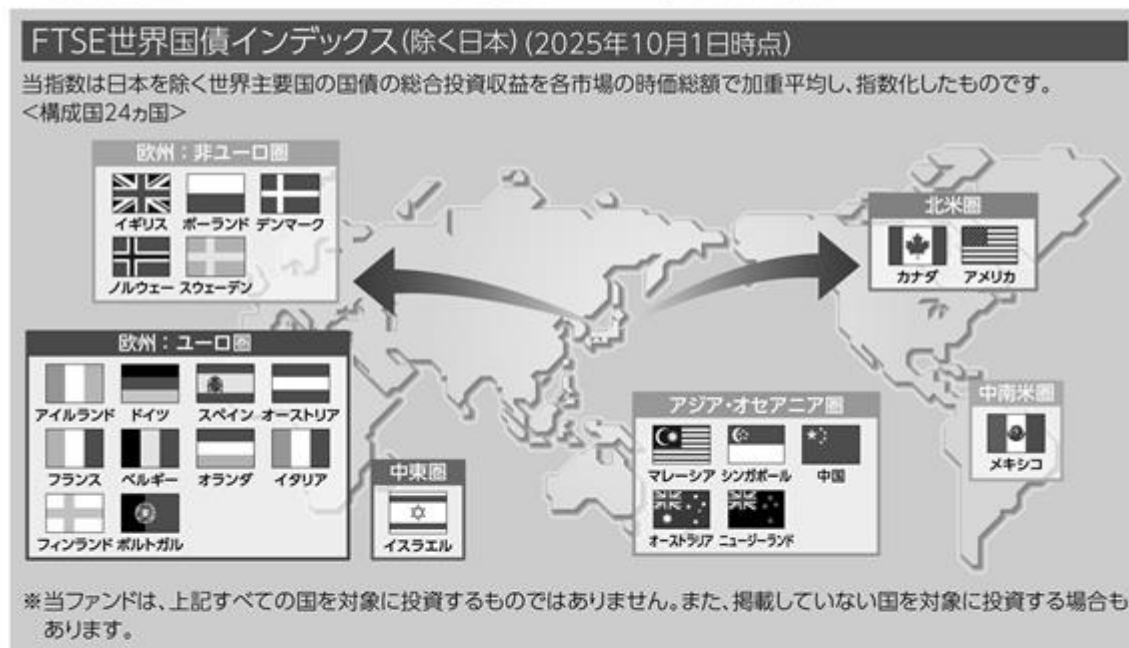 FTSE世界国債インデックス(除く日本)(2025年10月1日時点)
当指数は日本を除く世界主要国の国債の総合投資収益を各市場の時価総額で加重平均し、指数化したものです。
<構成国24ヵ国>
欧州：非ユーロ圏
イギリス ポーランド デンマーク
ノルウェー スウェーデン
北米圏
カナダ アメリカ
欧州：ユーロ圏
アイルランド ドイツ スペイン オーストリア
フランス ベルギー オランダ イタリア
フィンランド ポルトガル
中東圏
イスラエル
アジア・オセアニア圏
マレーシア シンガポール 中国
オーストラリア ニュージーランド
中南米圏
メキシコ
※当ファンドは、上記すべての国を対象に投資するものではありません。また、掲載していない国を対象に投資する場合も
あります。